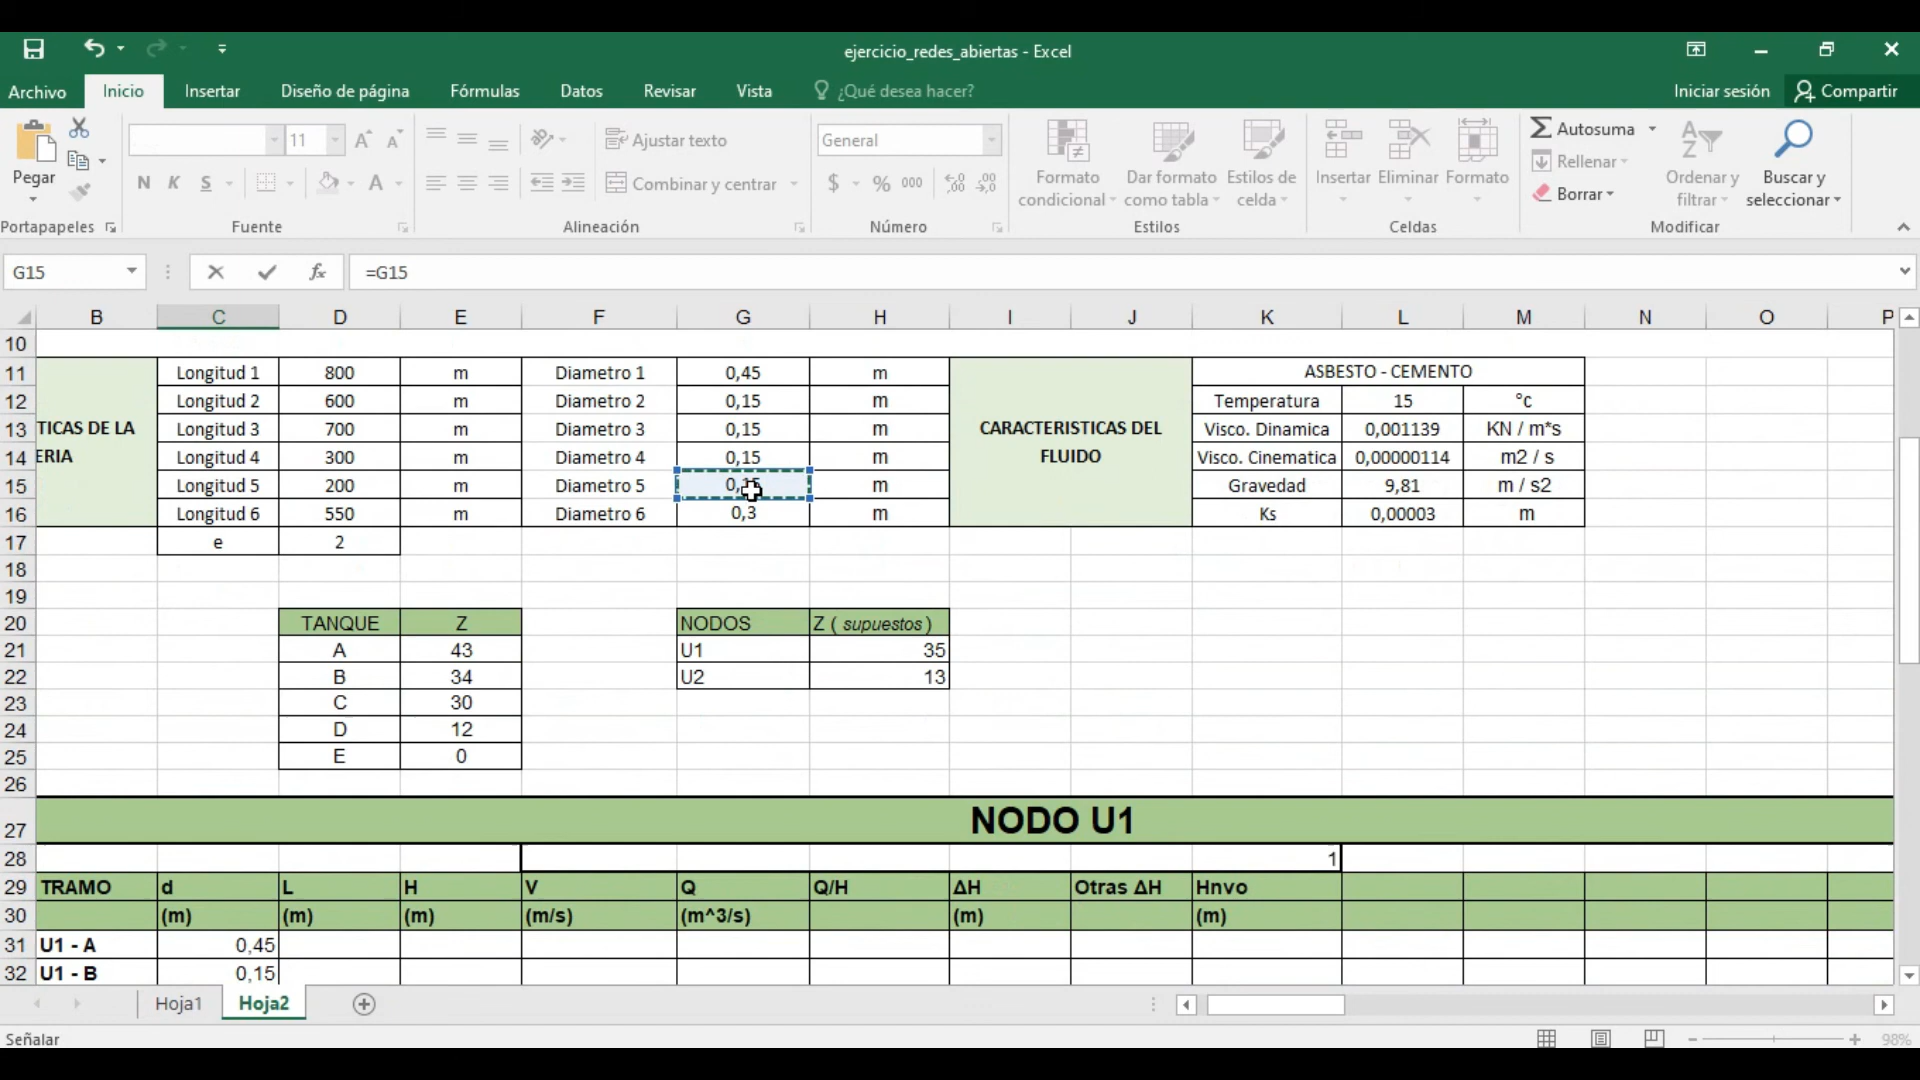 ejercicio_redes_abiertas - Excel
Archivo Inicio Insertar Diseño de página Fórmulas Datos Revisar Vista ¿Qué desea hacer? Iniciar sesión Compartir
11 Ajustar texto General Autosuma
Pegar N K S A Combinar y centrar $ % 000 Formato condicional Dar formato como tabla Estilos de celda Insertar Eliminar Formato Rellenar Borrar Ordenar y filtrar Buscar y seleccionar
Portapapeles Fuente Alineación Número Estilos Celdas Modificar
G15 fx =G15
B C D E F G H I J K L M N O P
10
11 Longitud 1 800 m Diametro 1 0,45 m ASBESTO - CEMENTO
12 Longitud 2 600 m Diametro 2 0,15 m Temperatura 15 °c
13 TICAS DE LA Longitud 3 700 m Diametro 3 0,15 m CARACTERISTICAS DEL Visco. Dinamica 0,001139 KN / m*s
14 ERIA Longitud 4 300 m Diametro 4 0,15 m FLUIDO Visco. Cinematica 0,00000114 m2 / s
15 Longitud 5 200 m Diametro 5 0,15 m Gravedad 9,81 m / s2
16 Longitud 6 550 m Diametro 6 0,3 m Ks 0,00003 m
17 e 2
18
19
20 TANQUE Z NODOS Z ( supuestos )
21 A 43 U1 35
22 B 34 U2 13
23 C 30
24 D 12
25 E 0
26
27 NODO U1
28 1
29 TRAMO d L H V Q Q/H ΔH Otras ΔH Hnvo
30 (m) (m) (m) (m/s) (m^3/s) (m) (m)
31 U1 - A 0,45
32 U1 - B 0,15
Hoja1 Hoja2
Señalar 98%